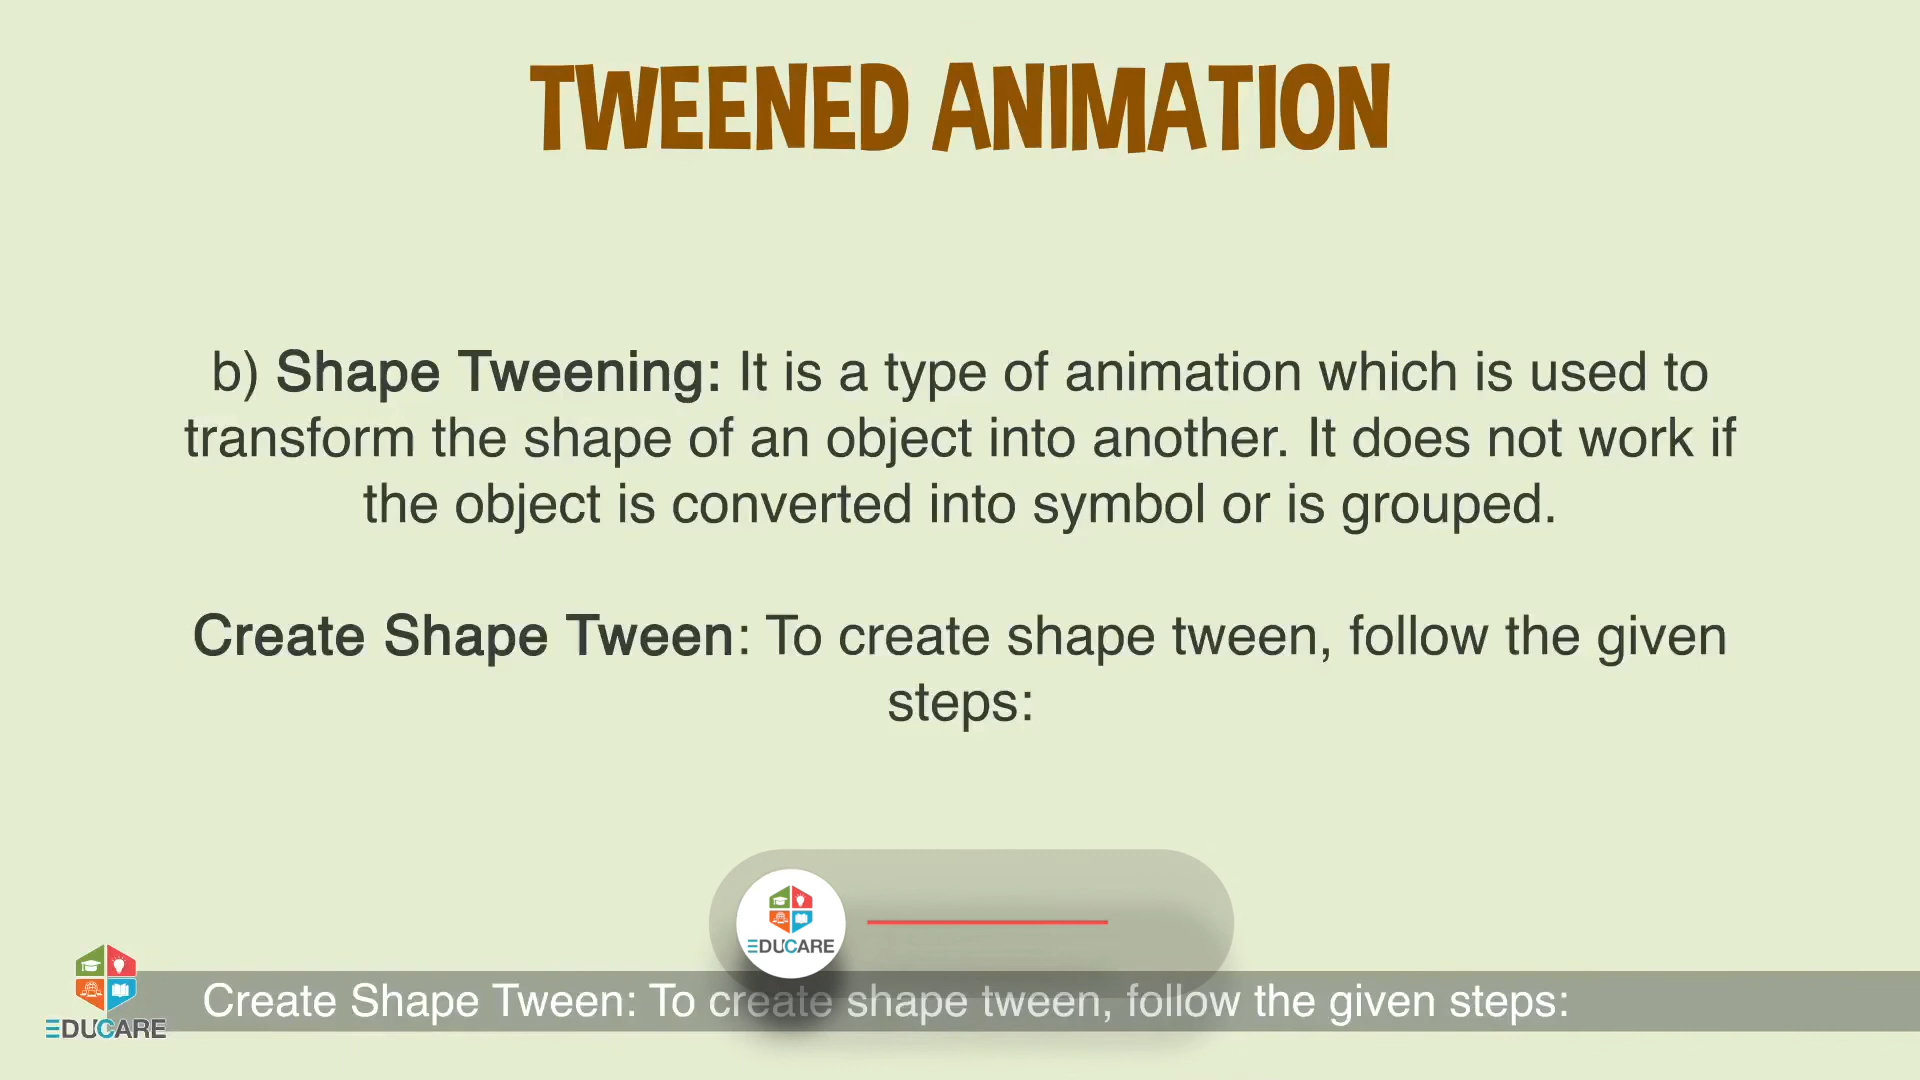 TWEENED ANIMATION
b) Shape Tweening: It is a type of animation which is used to
transform the shape of an object into another. It does not work if
the object is converted into symbol or is grouped.
Create Shape Tween: To create shape tween, follow the given
steps:
EDUCARE
Create Shape Tween: To create shape tween, follow the given steps:
EDUCARE